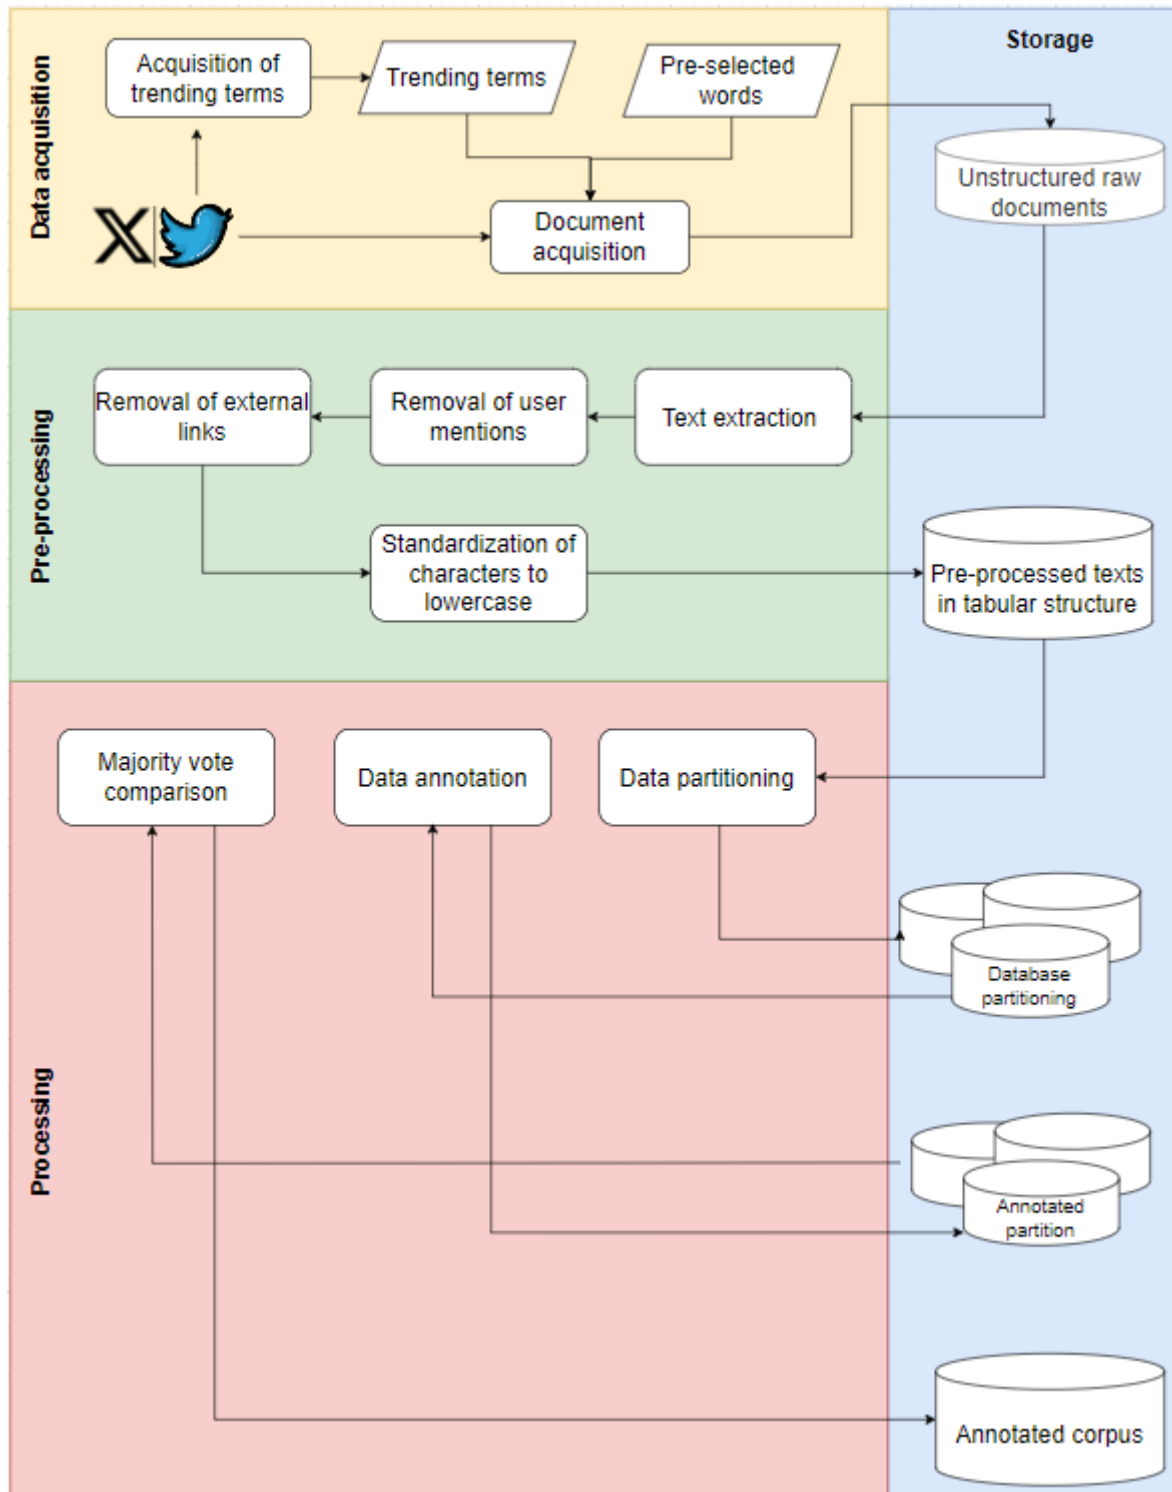 Storage
Data acquisition
Acquisition of
trending terms
Trending terms
Pre-selected
words
Unstructured raw
documents
X
Document
acquisition
Pre-processing
Removal of external
links
Removal of user
mentions
Text extraction
Standardization of
characters to
lowercase
Pre-processed texts
in tabular structure
Processing
Majority vote
comparison
Data annotation
Data partitioning
Database
partitioning
Annotated
partition
Annotated corpus